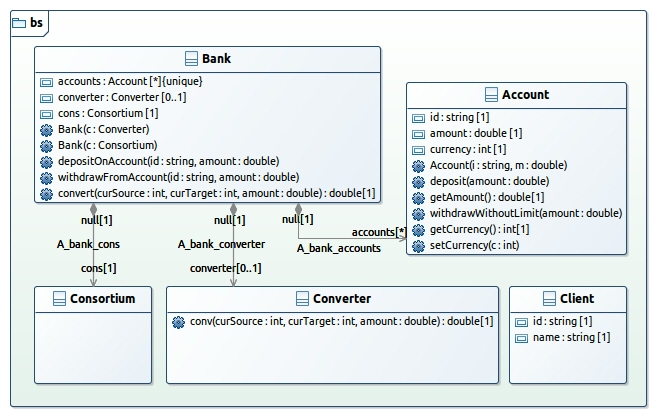 bs
Bank
accounts : Account [*]{unique}
converter : Converter [0..1]
cons : Consortium [1]
Bank(c : Converter)
Bank(c : Consortium)
depositOnAccount(id : string, amount : double)
withdrawFromAccount(id : string, amount : double)
convert(curSource : int, curTarget : int, amount : double) : double[1]
Account
id : string [1]
amount : double [1]
currency : int [1]
Account(i : string, m : double)
deposit(amount : double)
getAmount() : double[1]
withdrawWithoutLimit(amount : double)
getCurrency() : int[1]
setCurrency(c : int)
null[1]
A_bank_cons
cons[1]
null[1]
A_bank_converter
converter[0..1]
null[1]
accounts[*]
A_bank_accounts
Consortium
Converter
conv(curSource : int, curTarget : int, amount : double) : double[1]
Client
id : string [1]
name : string [1]